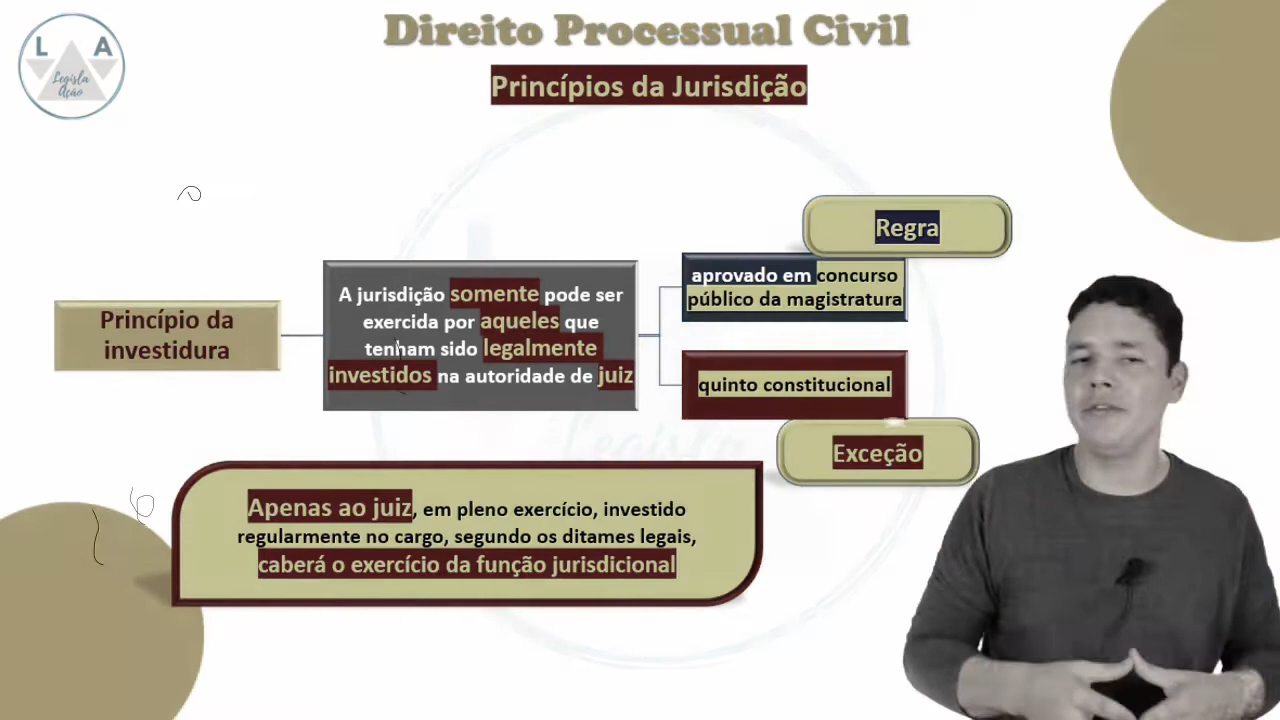 Direito Processual Civil
L A
Legisla
Ação
Princípios da Jurisdição
Regra
aprovado em concurso
público da magistratura
A jurisdição somente pode ser
exercida por aqueles que
tenham sido legalmente
investidos na autoridade de juiz
Princípio da
investidura
quinto constitucional
Exceção
Apenas ao juiz, em pleno exercício, investido
regularmente no cargo, segundo os ditames legais,
caberá o exercício da função jurisdicional